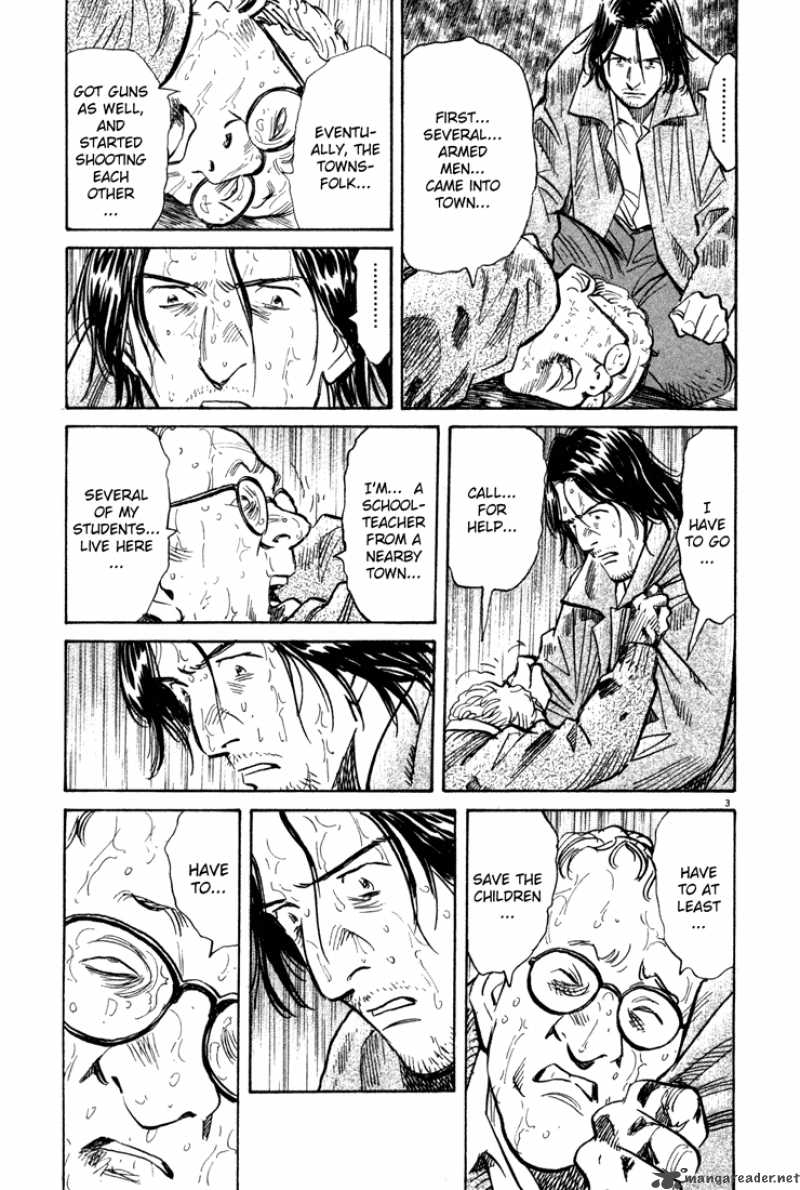 .........
FIRST...
SEVERAL...
ARMED
MEN...
CAME INTO
TOWN...
EVENTU-
ALLY, THE
TOWNS-
FOLK...
GOT GUNS
AS WELL,
AND
STARTED
SHOOTING
EACH
OTHER
...
.........
I
HAVE
TO GO
...
CALL...
FOR
HELP...
I'M... A
SCHOOL-
TEACHER
FROM A
NEARBY
TOWN...
SEVERAL
OF MY
STUDENTS...
LIVE HERE
...
3
HAVE
TO AT
LEAST
...
SAVE THE
CHILDREN
...
HAVE
TO...
mangareader.net